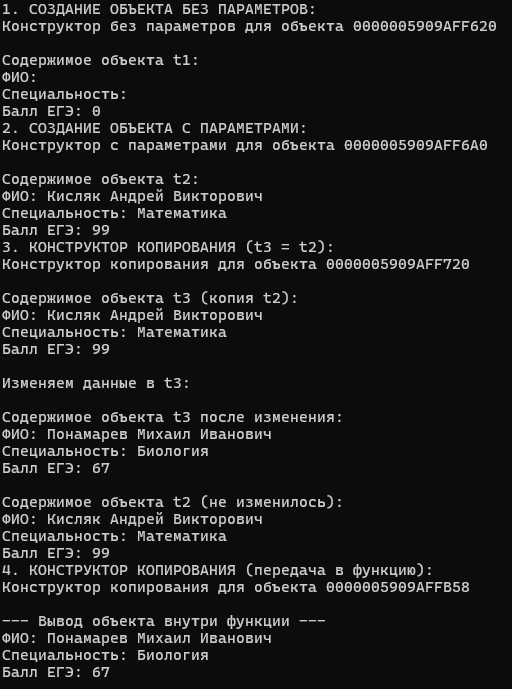 1. СОЗДАНИЕ ОБЪЕКТА БЕЗ ПАРАМЕТРОВ:
Конструктор без параметров для объекта 0000005909AFF620
Содержимое объекта t1:
ФИО:
Специальность:
Балл ЕГЭ: 0
2. СОЗДАНИЕ ОБЪЕКТА С ПАРАМЕТРАМИ:
Конструктор с параметрами для объекта 0000005909AFF6A0
Содержимое объекта t2:
ФИО: Кисляк Андрей Викторович
Специальность: Математика
Балл ЕГЭ: 99
3. КОНСТРУКТОР КОПИРОВАНИЯ (t3 = t2):
Конструктор копирования для объекта 0000005909AFF720
Содержимое объекта t3 (копия t2):
ФИО: Кисляк Андрей Викторович
Специальность: Математика
Балл ЕГЭ: 99
Изменяем данные в t3:
Содержимое объекта t3 после изменения:
ФИО: Понамарев Михаил Иванович
Специальность: Биология
Балл ЕГЭ: 67
Содержимое объекта t2 (не изменилось):
ФИО: Кисляк Андрей Викторович
Специальность: Математика
Балл ЕГЭ: 99
4. КОНСТРУКТОР КОПИРОВАНИЯ (передача в функцию):
Конструктор копирования для объекта 0000005909AFFB58
--- Вывод объекта внутри функции ---
ФИО: Понамарев Михаил Иванович
Специальность: Биология
Балл ЕГЭ: 67